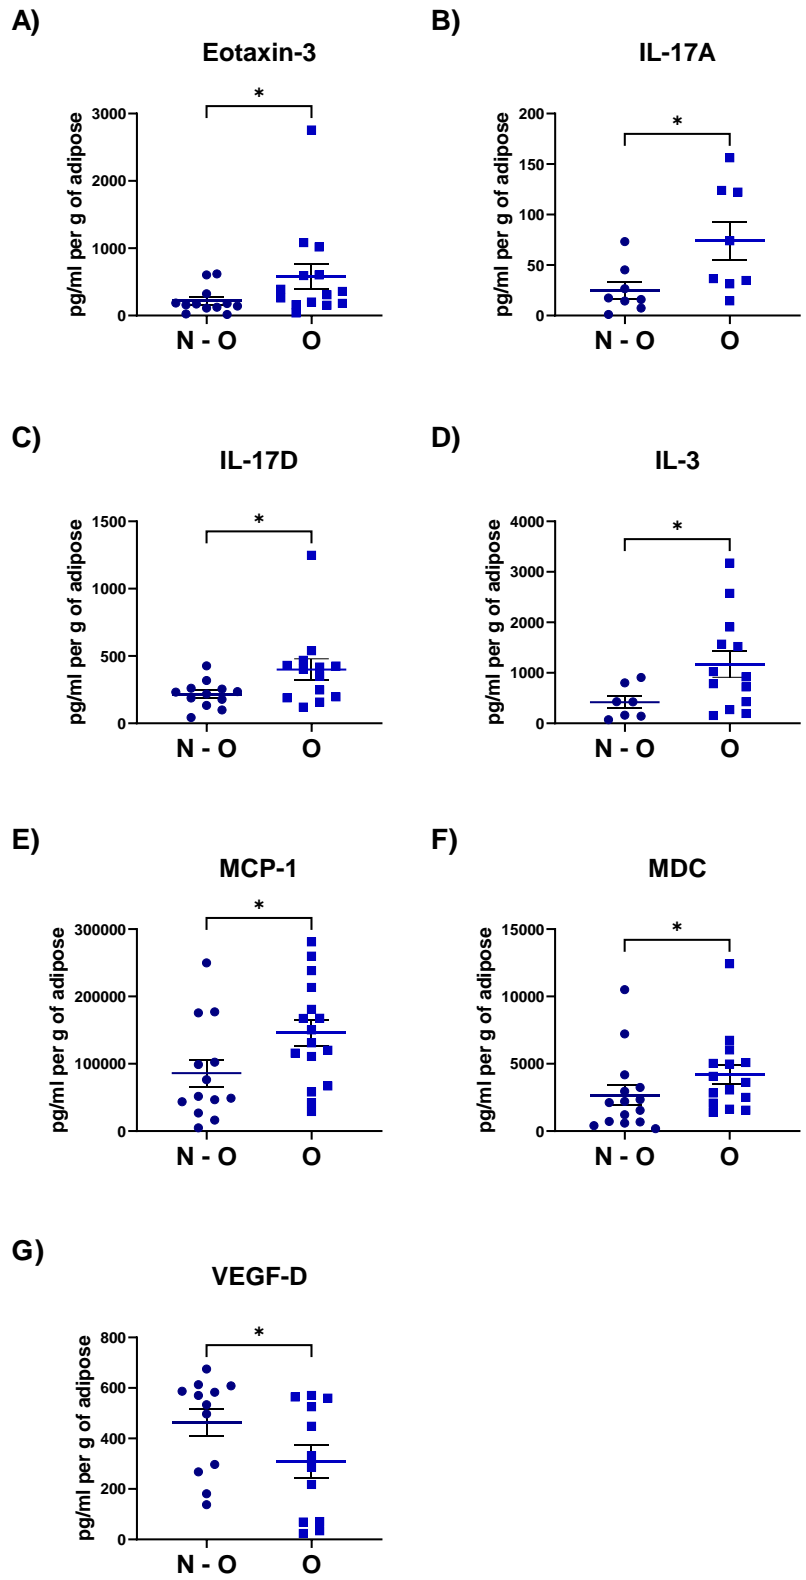 A)
Eotaxin-3
*
pg/ml per g of adipose
3000
2000
1000
0
N - O
O
B)
IL-17A
*
pg/ml per g of adipose
200
150
100
50
0
N - O
O
C)
IL-17D
*
pg/ml per g of adipose
1500
1000
500
0
N - O
O
D)
IL-3
*
pg/ml per g of adipose
4000
3000
2000
1000
0
N - O
O
E)
MCP-1
*
pg/ml per g of adipose
300000
200000
100000
0
N - O
O
F)
MDC
*
pg/ml per g of adipose
15000
10000
5000
0
N - O
O
G)
VEGF-D
*
pg/ml per g of adipose
800
600
400
200
0
N - O
O